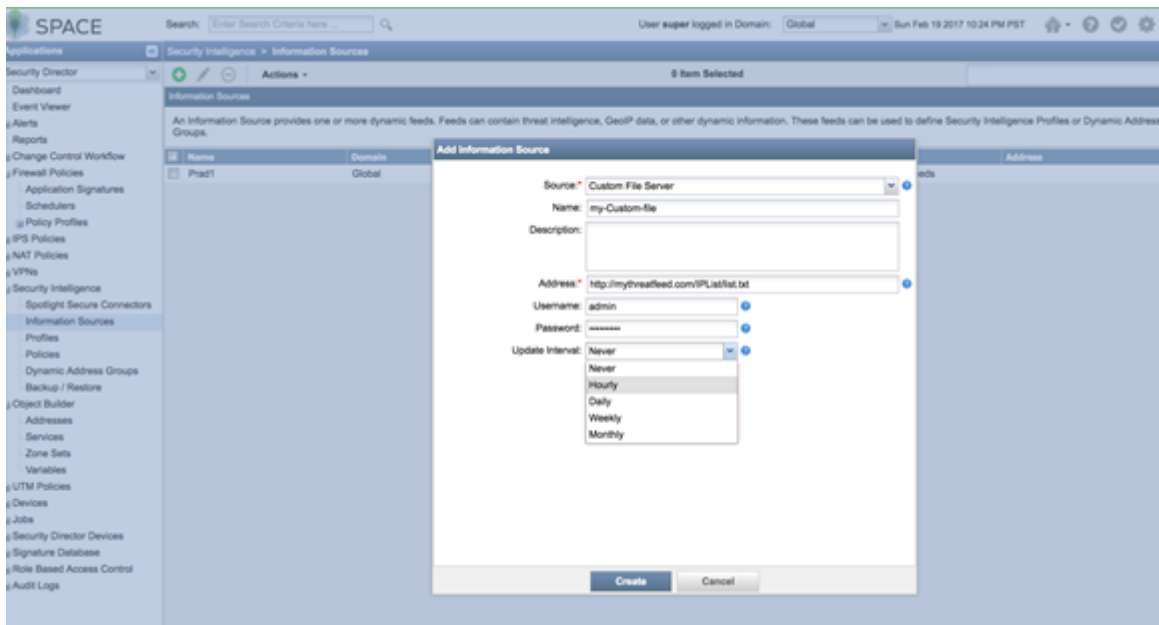 SPACE
Search: Enter Search Criteria here ...
User super logged in Domain: Global
Sun Feb 19 2017 10:24 PM PST
Applications
Security Intelligence > Information Sources
Security Director
Actions
0 Item Selected
Dashboard
Event Viewer
Alerts
Reports
Change Control Workflow
Firewall Policies
Application Signatures
Schedulers
Policy Profiles
IPS Policies
NAT Policies
VPNs
Security Intelligence
Spotlight Secure Connectors
Information Sources
Profiles
Policies
Dynamic Address Groups
Backup / Restore
Object Builder
Addresses
Services
Zone Sets
Variables
UTM Policies
Devices
Jobs
Security Director Devices
Signature Database
Role Based Access Control
Audit Logs
Information Sources
An Information Source provides one or more dynamic feeds. Feeds can contain threat intelligence, GeoIP data, or other dynamic information. These feeds can be used to define Security Intelligence Profiles or Dynamic Address
Groups.
Name Domain Address
Prad1 Global eds
Add Information Source
Source:* Custom File Server
Name: my-Custom-file
Description:
Address:* http://mythreatfeed.com/IPList/list.txt
Username: admin
Password: ••••••••
Update Interval: Never
Never
Hourly
Daily
Weekly
Monthly
Create Cancel